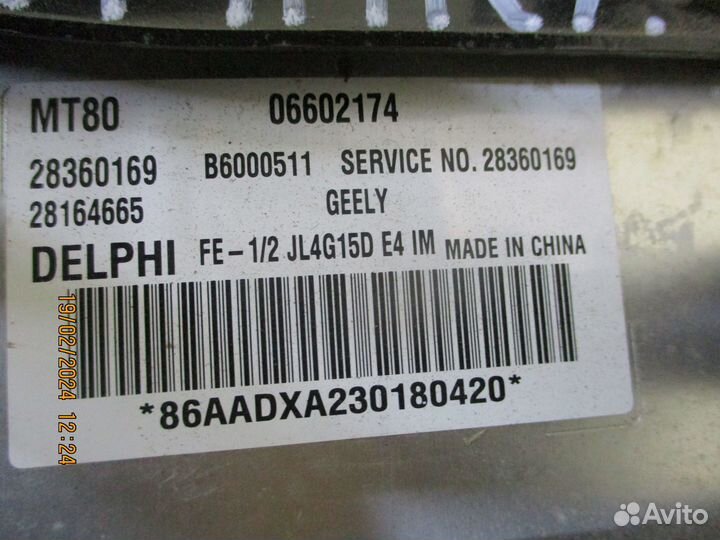 MT80 06602174
28360169 B6000511 SERVICE NO. 28360169
28164665 GEELY
DELPHI FE-1/2 JL4G15D E4 IM MADE IN CHINA
*86AADXA230180420*
19/02/2024 12:24
Avito